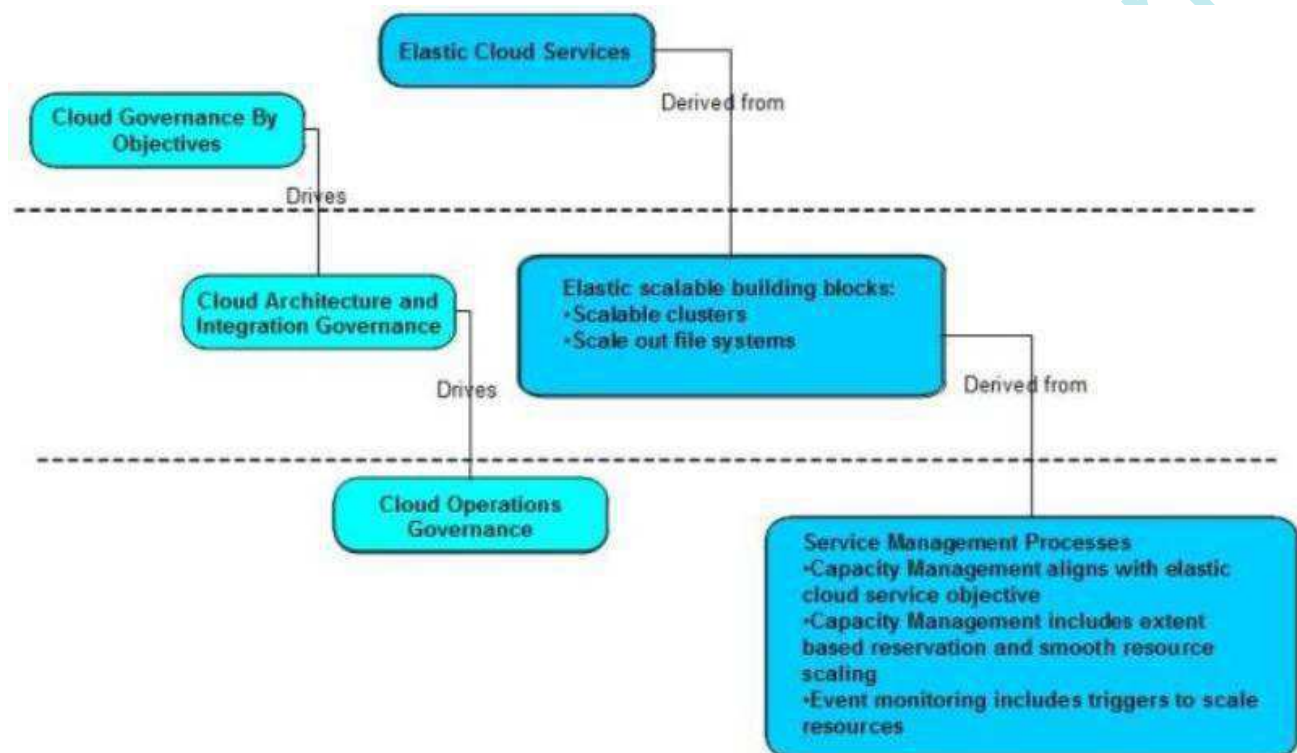 Elastic Cloud Services
Derived from
Cloud Governance By
Objectives
Drives
Cloud Architecture and
Integration Governance
Elastic scalable building blocks:
•Scalable clusters
•Scale out file systems
Drives
Derived from
Cloud Operations
Governance
Service Management Processes
•Capacity Management aligns with elastic
cloud service objective
•Capacity Management includes extent
based reservation and smooth resource
scaling
•Event monitoring includes triggers to scale
resources